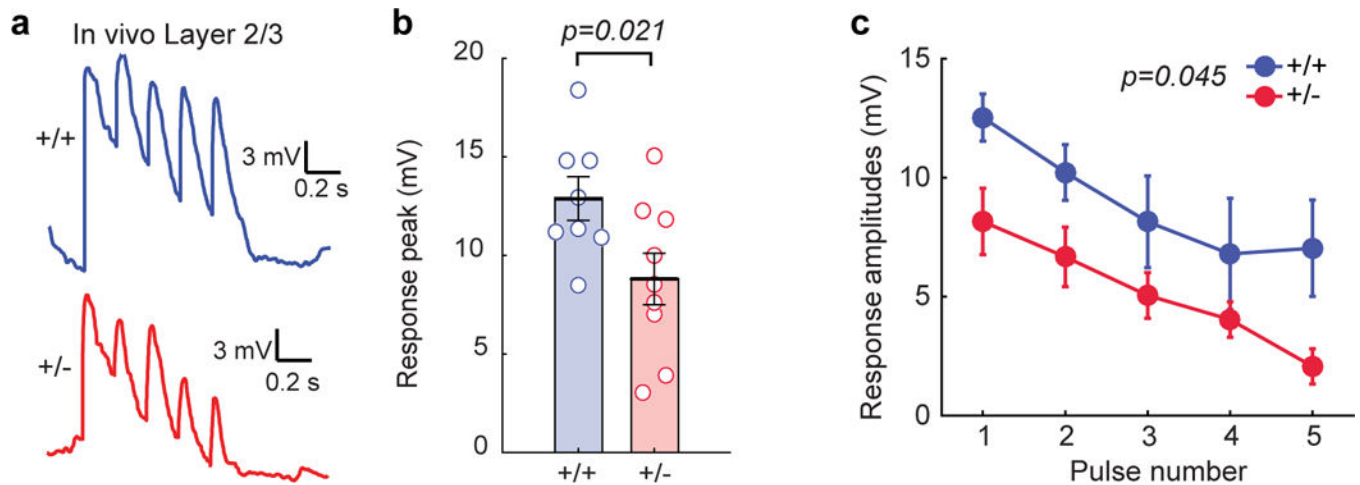 a
In vivo Layer 2/3
+/+
3 mV
0.2 s
+/-
3 mV
0.2 s
b
p=0.021
Response peak (mV)
20
15
10
5
0
+/+
+/-
c
p=0.045
+/+
+/-
Response amplitudes (mV)
15
10
5
0
1 2 3 4 5
Pulse number